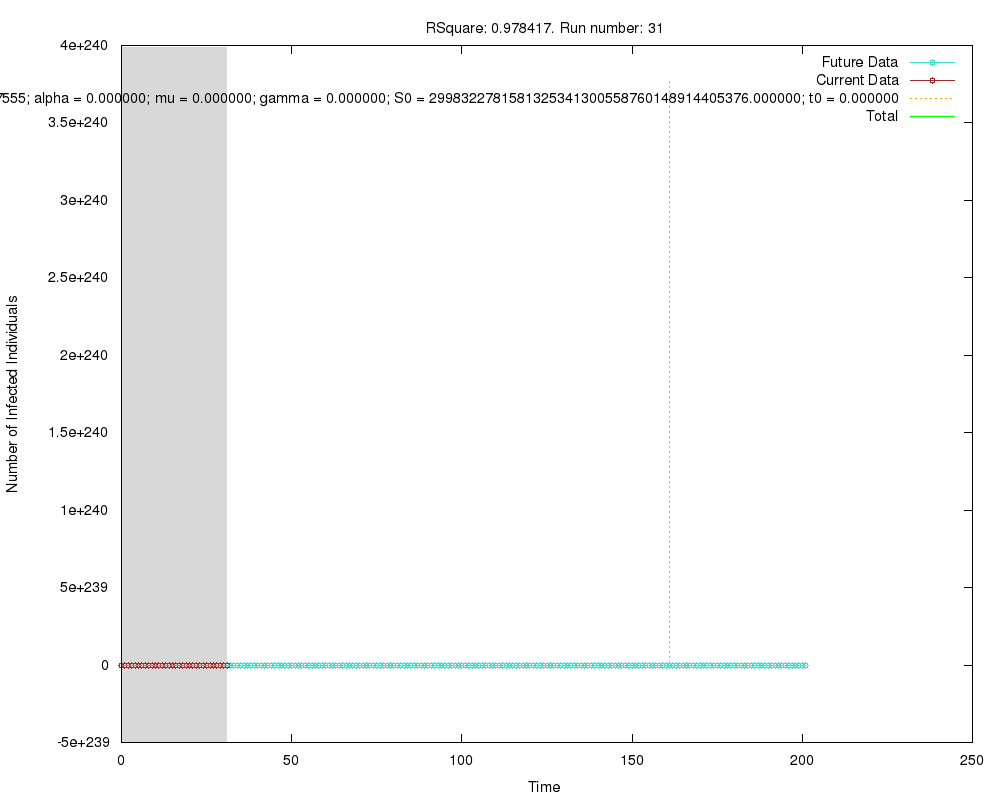 RSquare: 0.978417. Run number: 31
4e+240
Future Data
Current Data
555; alpha = 0.000000; mu = 0.000000; gamma = 0.000000; S0 = 2998322781581325341300558760148914405376.000000; t0 = 0.000000
3.5e+240
Total
3e+240
2.5e+240
2e+240
1.5e+240
1e+240
5e+239
0
-5e+239
Number of Infected Individuals
0 50 100 150 200 250
Time